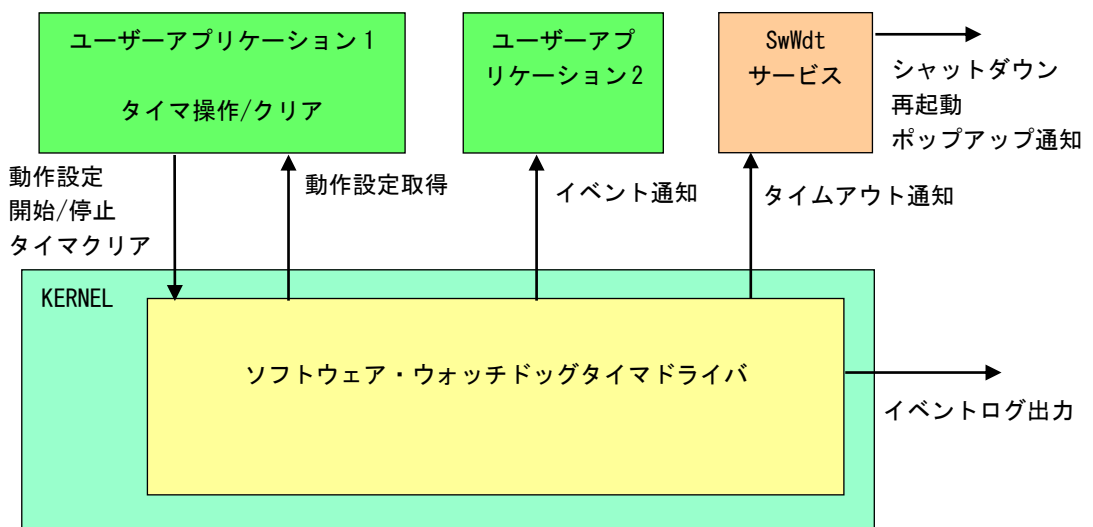 ユーザーアプリケーション1
タイマ操作/クリア
ユーザーアプ
リケーション2
SwWdt
サービス
シャットダウン
再起動
ポップアップ通知
動作設定
開始/停止
タイマクリア
動作設定取得
イベント通知
タイムアウト通知
KERNEL
ソフトウェア・ウォッチドッグタイマドライバ
イベントログ出力